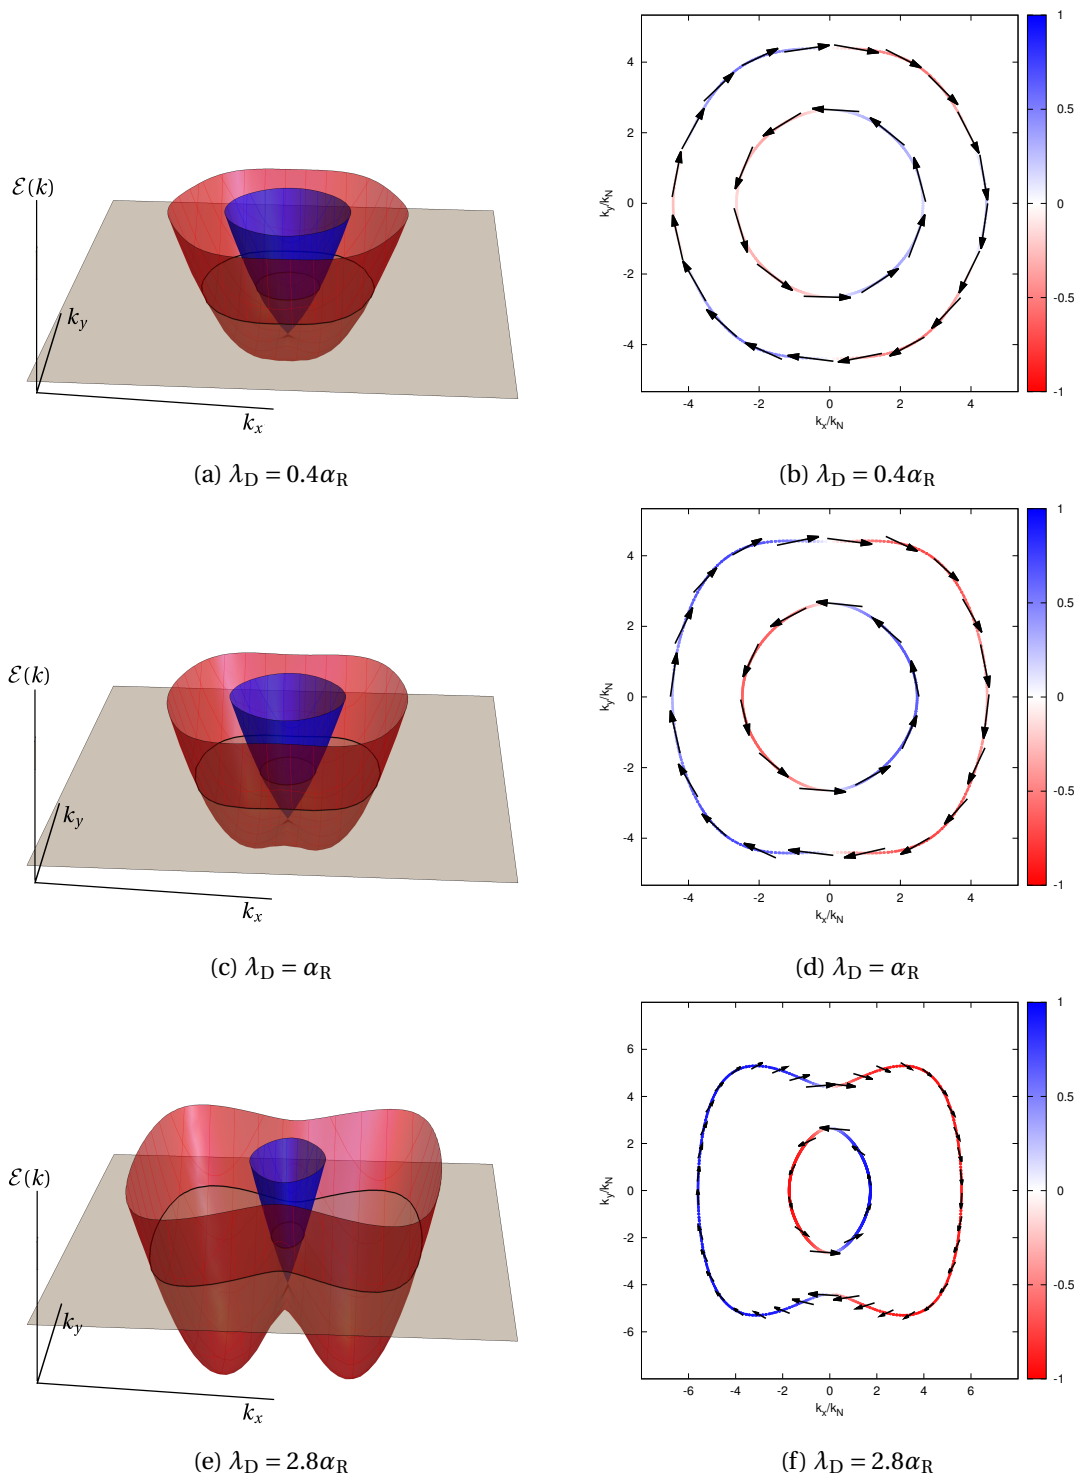 ℰ(k)
k_y
k_x
(a) λ_D = 0.4α_R
4
2
0
-2
-4
-4 -2 0 2 4
k_y/k_N
k_x/k_N
1
0.5
0
-0.5
-1
(b) λ_D = 0.4α_R
ℰ(k)
k_y
k_x
(c) λ_D = α_R
4
2
0
-2
-4
-4 -2 0 2 4
k_y/k_N
k_x/k_N
1
0.5
0
-0.5
-1
(d) λ_D = α_R
ℰ(k)
k_y
k_x
(e) λ_D = 2.8α_R
6
4
2
0
-2
-4
-6
-6 -4 -2 0 2 4 6
k_y/k_N
k_x/k_N
1
0.5
0
-0.5
-1
(f) λ_D = 2.8α_R